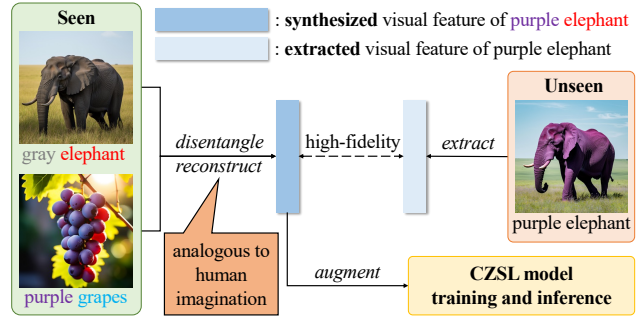 Seen
gray elephant
purple grapes
: synthesized visual feature of purple elephant
: extracted visual feature of purple elephant
disentangle
reconstruct
analogous to
human
imagination
high-fidelity
extract
Unseen
purple elephant
augment
CZSL model
training and inference